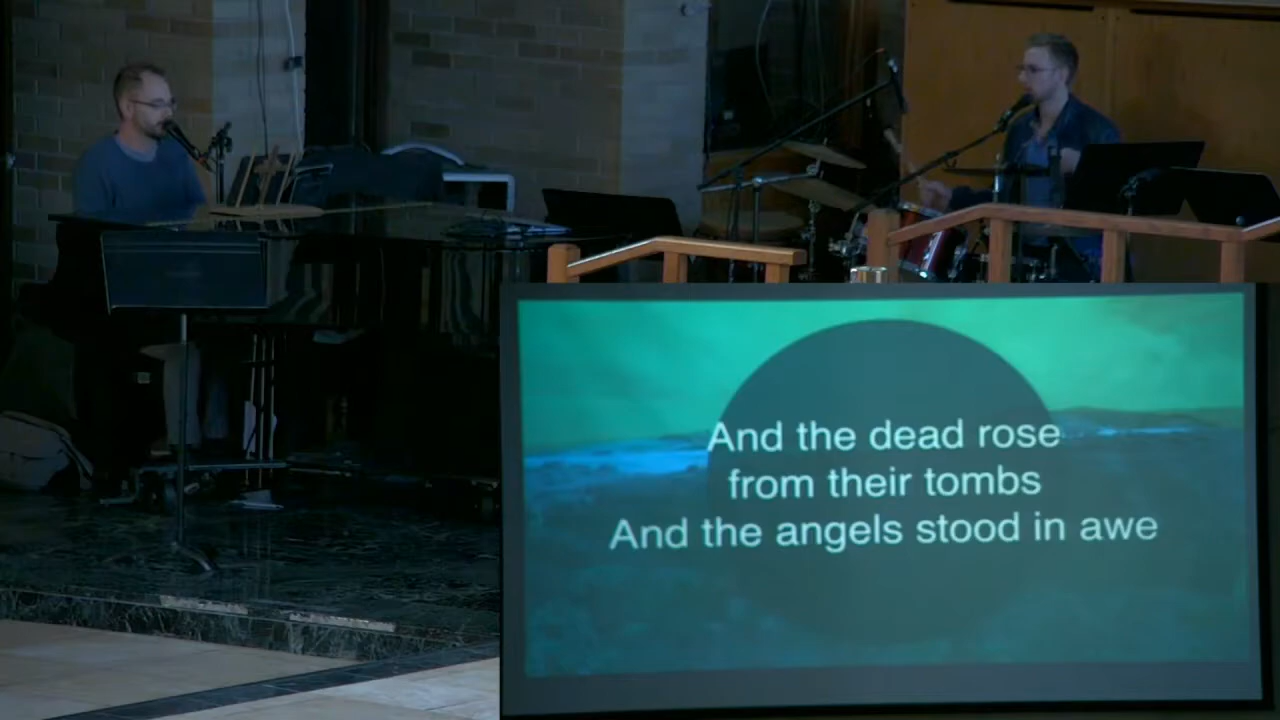 And the dead rose
from their tombs
And the angels stood in awe